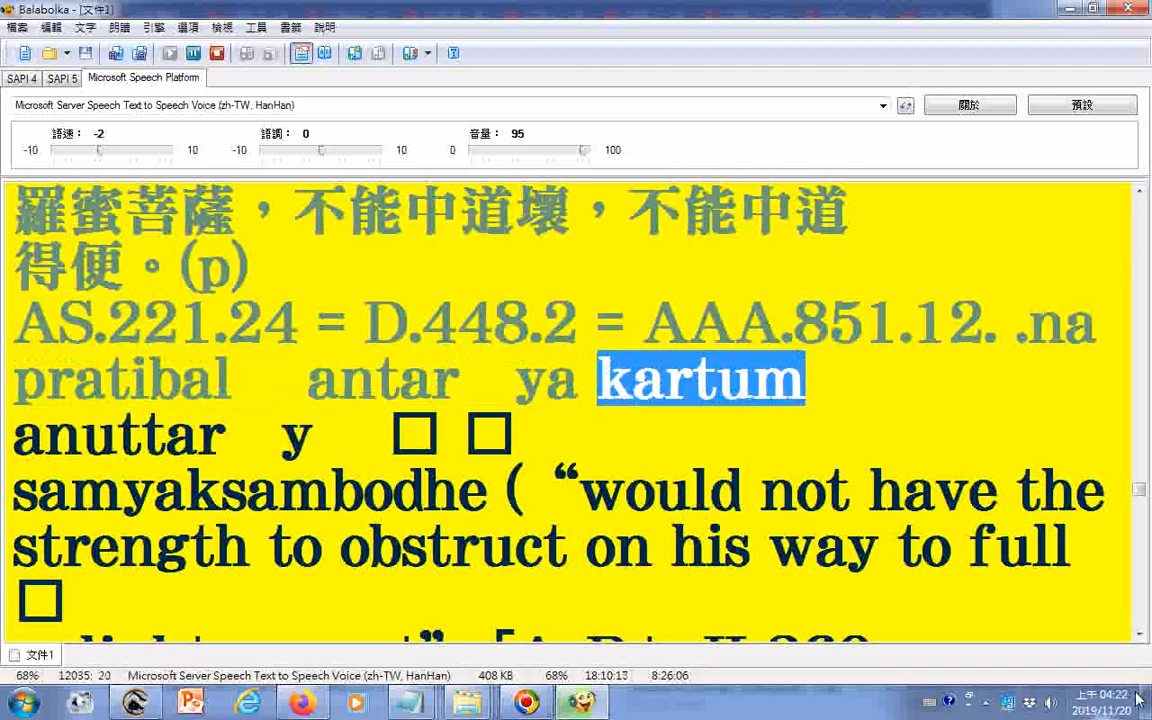 Balabolka - [文件1]
檔案 編輯 文字 朗讀 引擎 選項 檢視 工具 書籤 說明
SAPI 4 SAPI 5 Microsoft Speech Platform
Microsoft Server Speech Text to Speech Voice (zh-TW, HanHan) 關於 預設
語速： -2 語調： 0 音量： 95
-10 10 -10 10 0 100
羅蜜菩薩，不能中道壞，不能中道
得便。(p)
AS.221.24 = D.448.2 = AAA.851.12. .na
pratibal antar ya kartum
anuttar y □ □
samyaksambodhe ( “would not have the
strength to obstruct on his way to full
□
文件1
68% 12035: 20 Microsoft Server Speech Text to Speech Voice (zh-TW, HanHan) 408 KB 68% 18:10:13 8:26:06
上午 04:22
2019/11/20